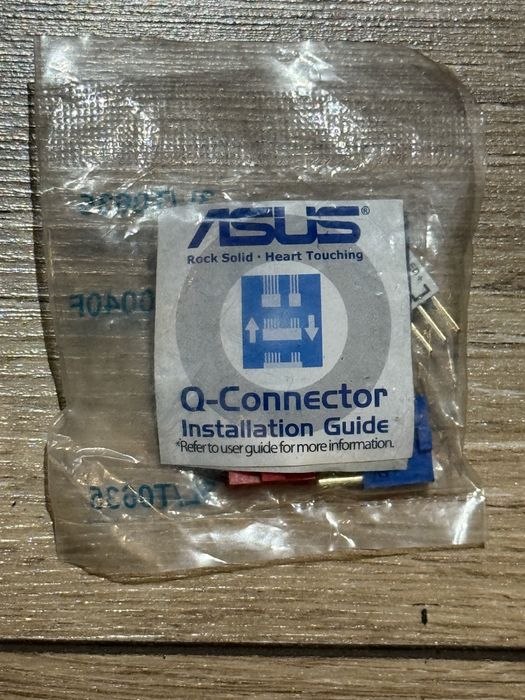 ASUS®
Rock Solid · Heart Touching
Q-Connector
Installation Guide
*Refer to user guide for more information.